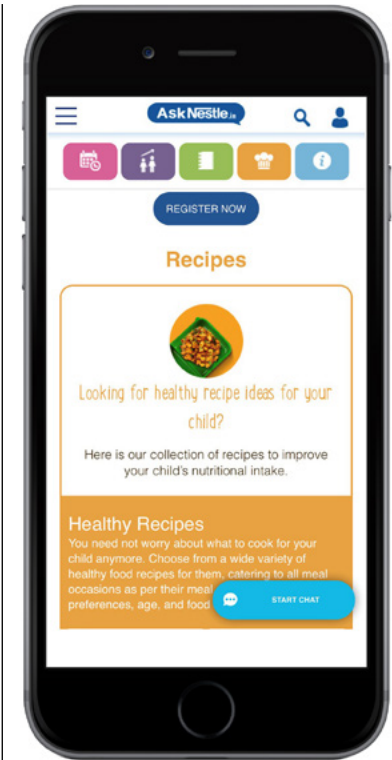 AskNestle.in
REGISTER NOW
Recipes
Looking for healthy recipe ideas for your
child?
Here is our collection of recipes to improve
your child's nutritional intake.
Healthy Recipes
You need not worry about what to cook for your
child anymore. Choose from a wide variety of
healthy food recipes for them, catering to all meal
occasions as per their meal
preferences, age, and food
START CHAT